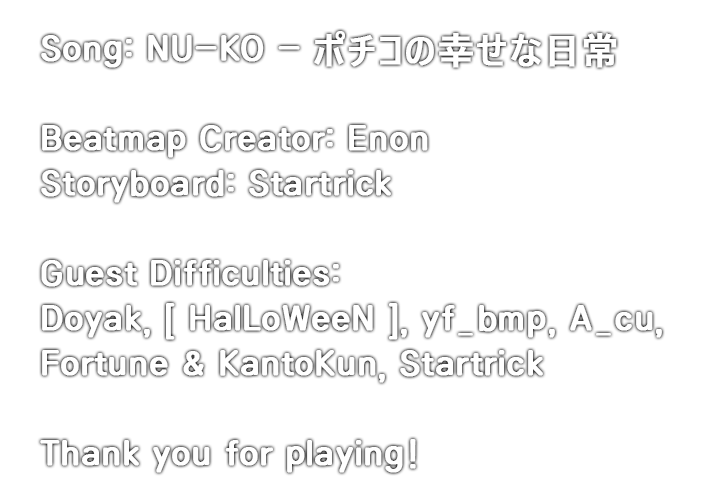 Song: NU-KO - ポチコの幸せな日常
Beatmap Creator: Enon
Storyboard: Startrick
Guest Difficulties:
Doyak, [ HalLoWeeN ], yf_bmp, A_cu,
Fortune & KantoKun, Startrick
Thank you for playing!